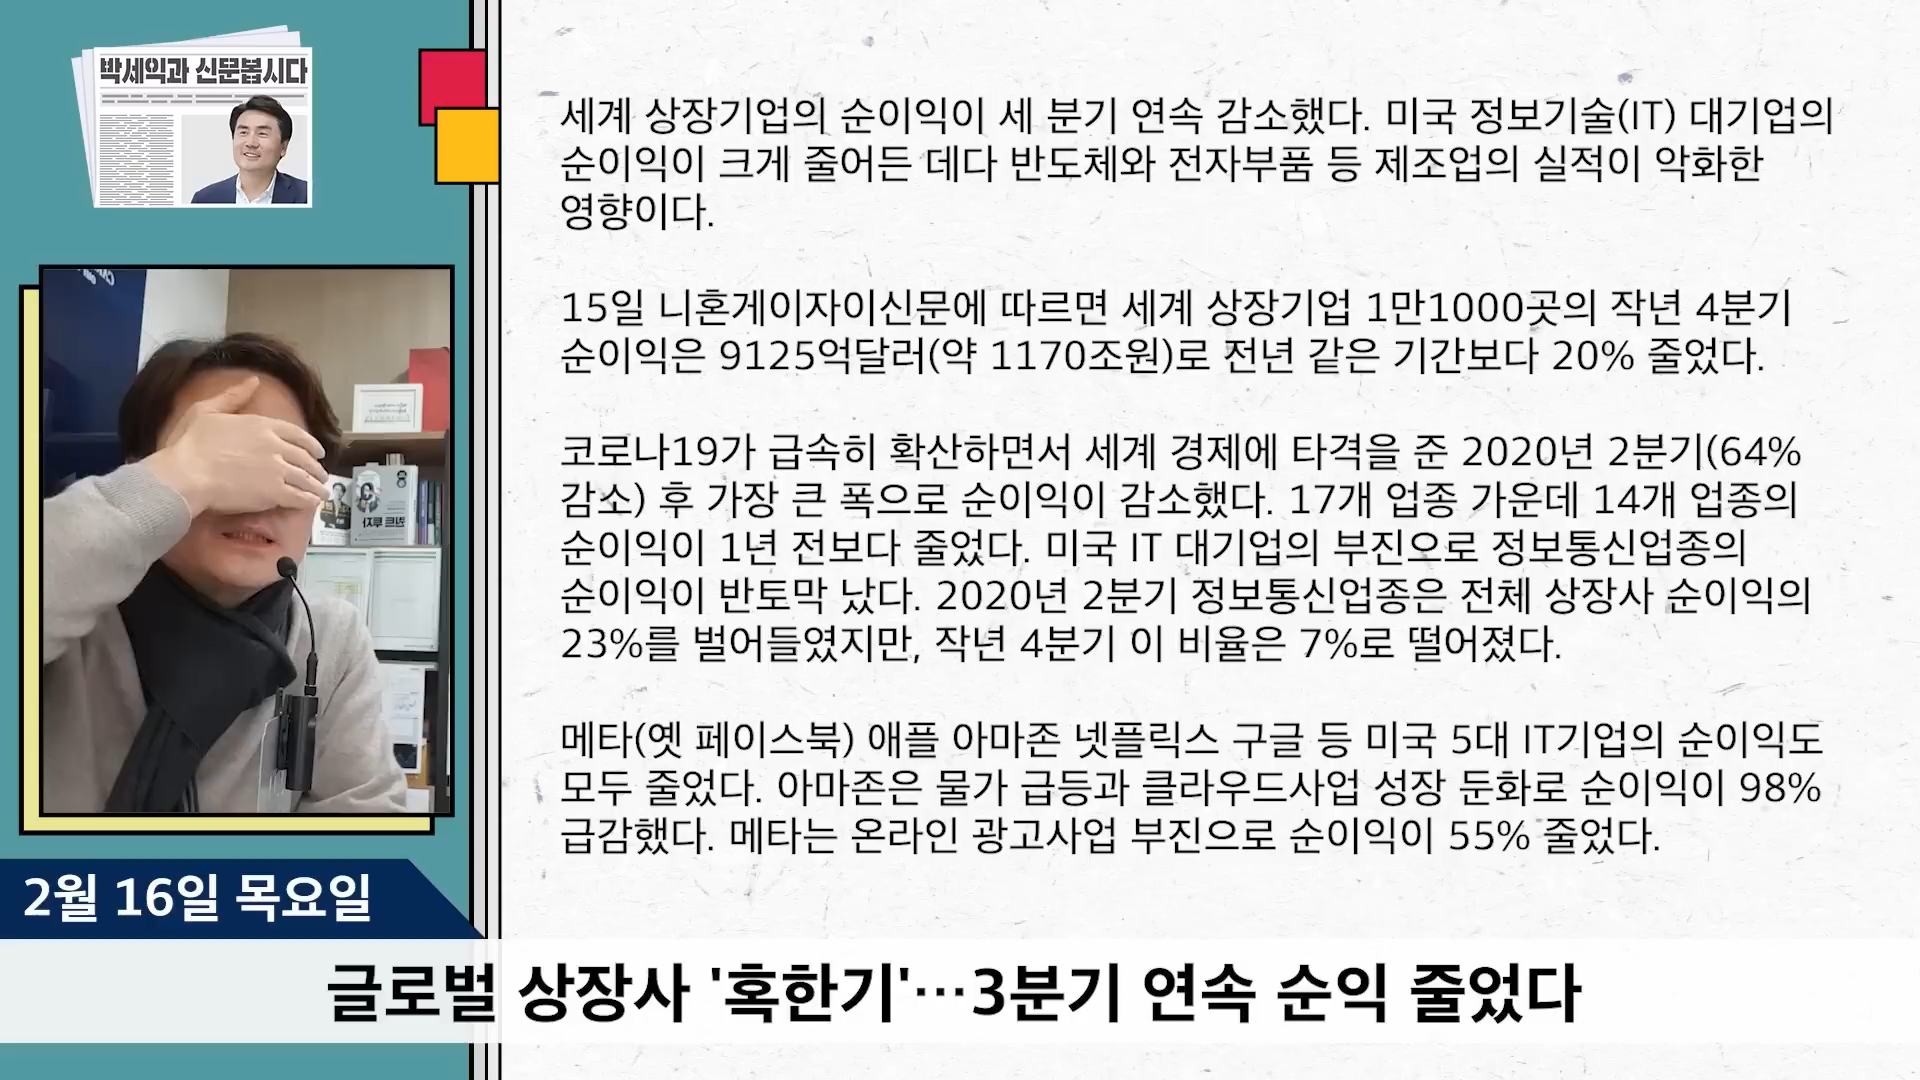 박세익과 신문봅시다
세계 상장기업의 순이익이 세 분기 연속 감소했다. 미국 정보기술(IT) 대기업의
순이익이 크게 줄어든 데다 반도체와 전자부품 등 제조업의 실적이 악화한
영향이다.
15일 니혼게이자이신문에 따르면 세계 상장기업 1만1000곳의 작년 4분기
순이익은 9125억달러(약 1170조원)로 전년 같은 기간보다 20% 줄었다.
코로나19가 급속히 확산하면서 세계 경제에 타격을 준 2020년 2분기(64%
감소) 후 가장 큰 폭으로 순이익이 감소했다. 17개 업종 가운데 14개 업종의
순이익이 1년 전보다 줄었다. 미국 IT 대기업의 부진으로 정보통신업종의
순이익이 반토막 났다. 2020년 2분기 정보통신업종은 전체 상장사 순이익의
23%를 벌어들였지만, 작년 4분기 이 비율은 7%로 떨어졌다.
메타(옛 페이스북) 애플 아마존 넷플릭스 구글 등 미국 5대 IT기업의 순이익도
모두 줄었다. 아마존은 물가 급등과 클라우드사업 성장 둔화로 순이익이 98%
급감했다. 메타는 온라인 광고사업 부진으로 순이익이 55% 줄었다.
투자
2월 16일 목요일
글로벌 상장사 '혹한기'…3분기 연속 순익 줄었다